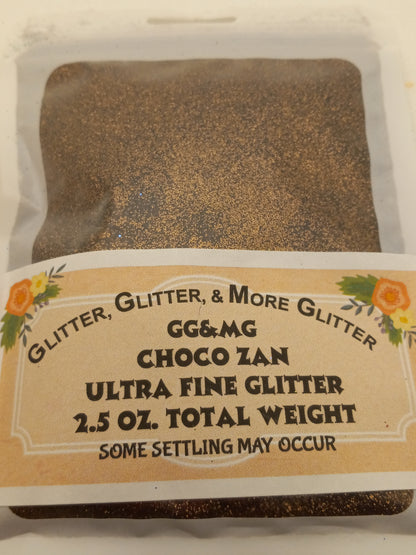 GLITTER, GLITTER, & MORE GLITTER
GG&MG
CHOCO ZAN
ULTRA FINE GLITTER
2.5 OZ. TOTAL WEIGHT
SOME SETTLING MAY OCCUR